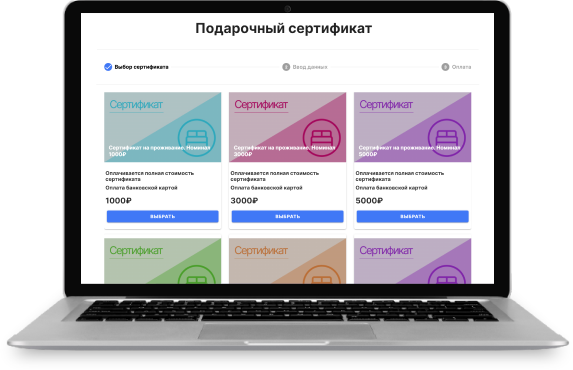 Подарочный сертификат
Выбор сертификата
2 Ввод данных
3 Оплата
Сертификат
Сертификат на проживание. Номинал
1000₽
Оплачивается полная стоимость
сертификата
Оплата банковской картой
1000₽
ВЫБРАТЬ
Сертификат
Сертификат на проживание. Номинал
3000₽
Оплачивается полная стоимость
сертификата
Оплата банковской картой
3000₽
ВЫБРАТЬ
Сертификат
Сертификат на проживание. Номинал
5000₽
Оплачивается полная стоимость
сертификата
Оплата банковской картой
5000₽
ВЫБРАТЬ
Сертификат
Сертификат
Сертификат